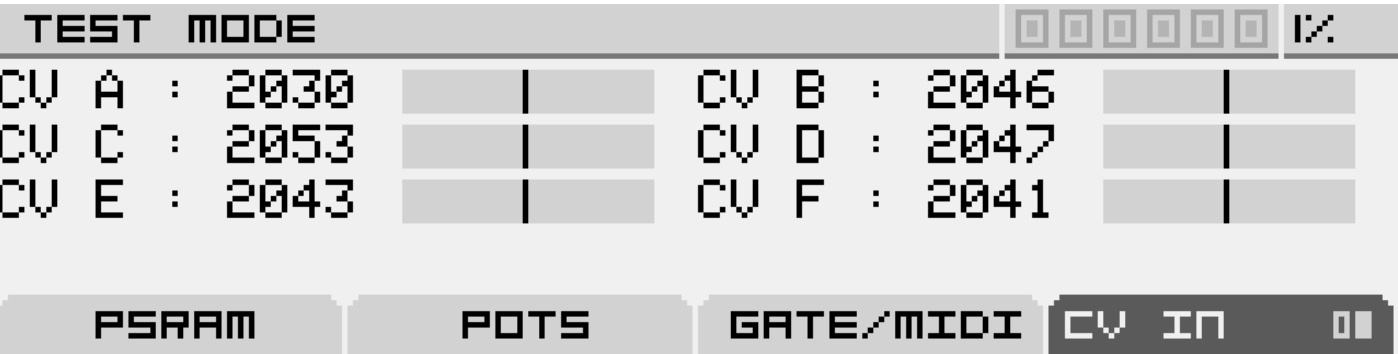 TEST MODE 1%
CV A : 2030 CV B : 2046
CV C : 2053 CV D : 2047
CV E : 2043 CV F : 2041
PSRAM POTS GATE/MIDI CV IN